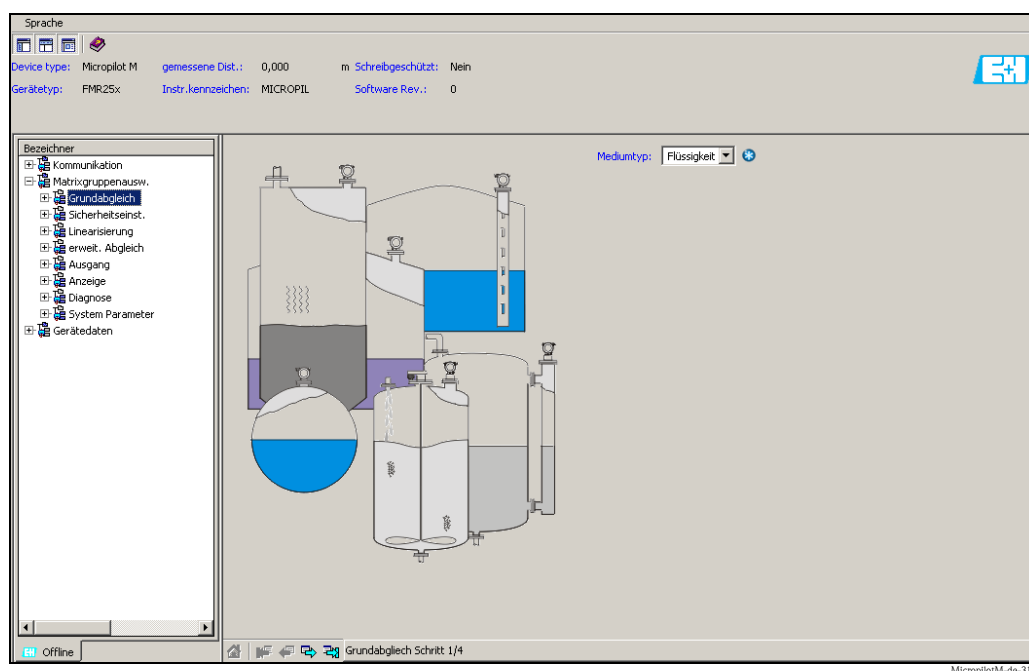 Sprache
Device type: Micropilot M gemessene Dist.: 0,000 m Schreibgeschützt: Nein
Gerätetyp: FMR25x Instr.kennzeichen: MICROPIL Software Rev.: 0
E+H
Bezeichner
Kommunikation
Matrixgruppenausw.
Grundabgleich
Sicherheitseinst.
Linearisierung
erweit. Abgleich
Ausgang
Anzeige
Diagnose
System Parameter
Gerätedaten
Mediumtyp: Flüssigkeit
Offline
Grundabgliech Schritt 1/4